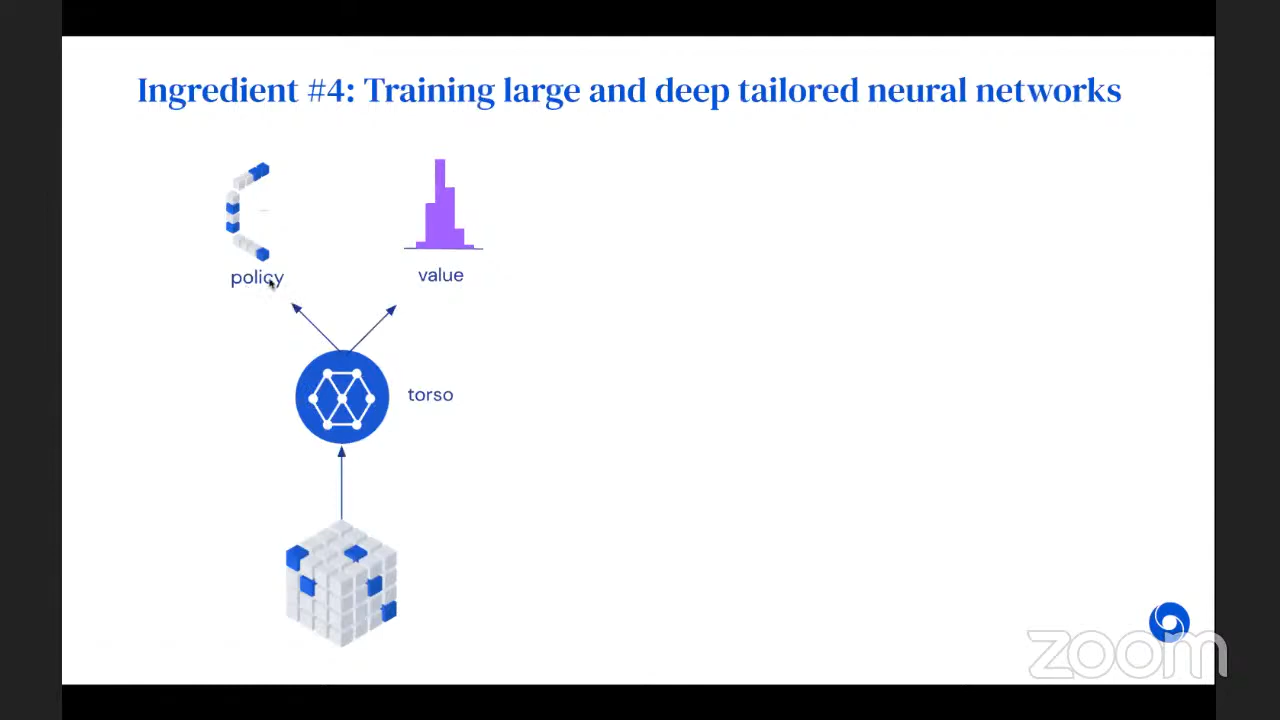 Ingredient #4: Training large and deep tailored neural networks
policy
value
torso
zoom